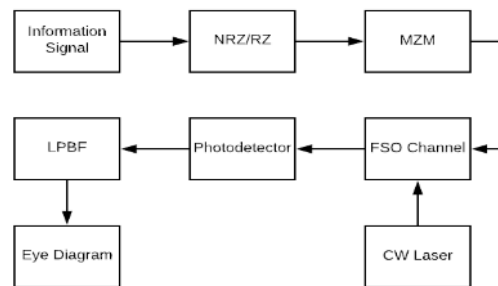 Information
Signal
NRZ/RZ
MZM
LPBF
Photodetector
FSO Channel
Eye Diagram
CW Laser